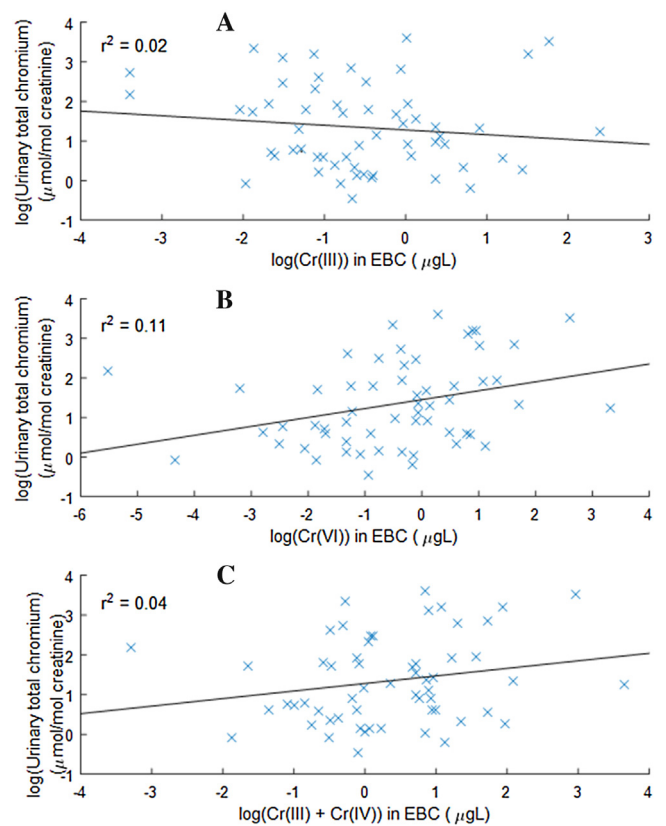 A
r² = 0.02
log(Urinary total chromium)
(μmol/mol creatinine)
4
3
2
1
0
-1
-4 -3 -2 -1 0 1 2 3
log(Cr(III)) in EBC ( μgL)
B
r² = 0.11
log(Urinary total chromium)
(μmol/mol creatinine)
4
3
2
1
0
-1
-6 -5 -4 -3 -2 -1 0 1 2 3 4
log(Cr(VI)) in EBC ( μgL)
C
r² = 0.04
log(Urinary total chromium)
(μmol/mol creatinine)
4
3
2
1
0
-1
-4 -3 -2 -1 0 1 2 3 4
log(Cr(III) + Cr(IV)) in EBC ( μgL)